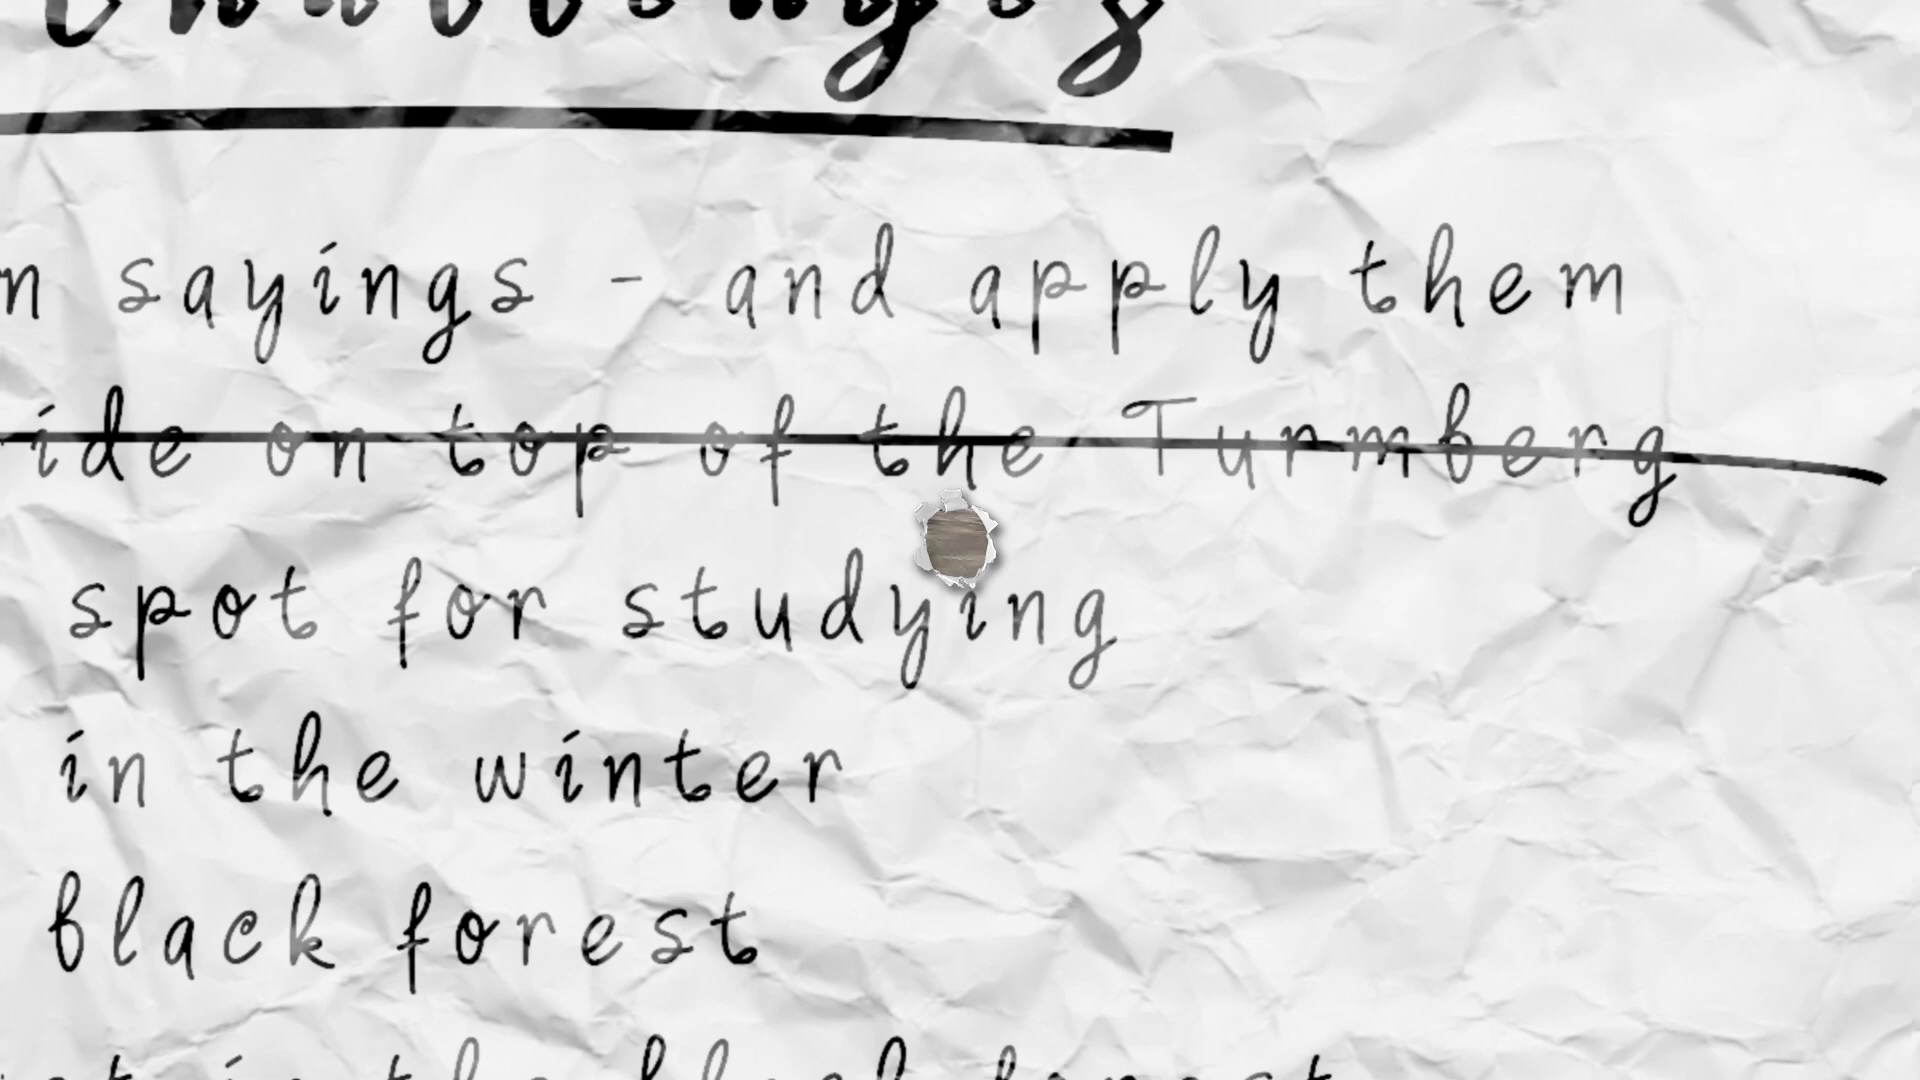 n sayings - and apply them
ide on top of the Turmberg
spot for studying
in the winter
black forest